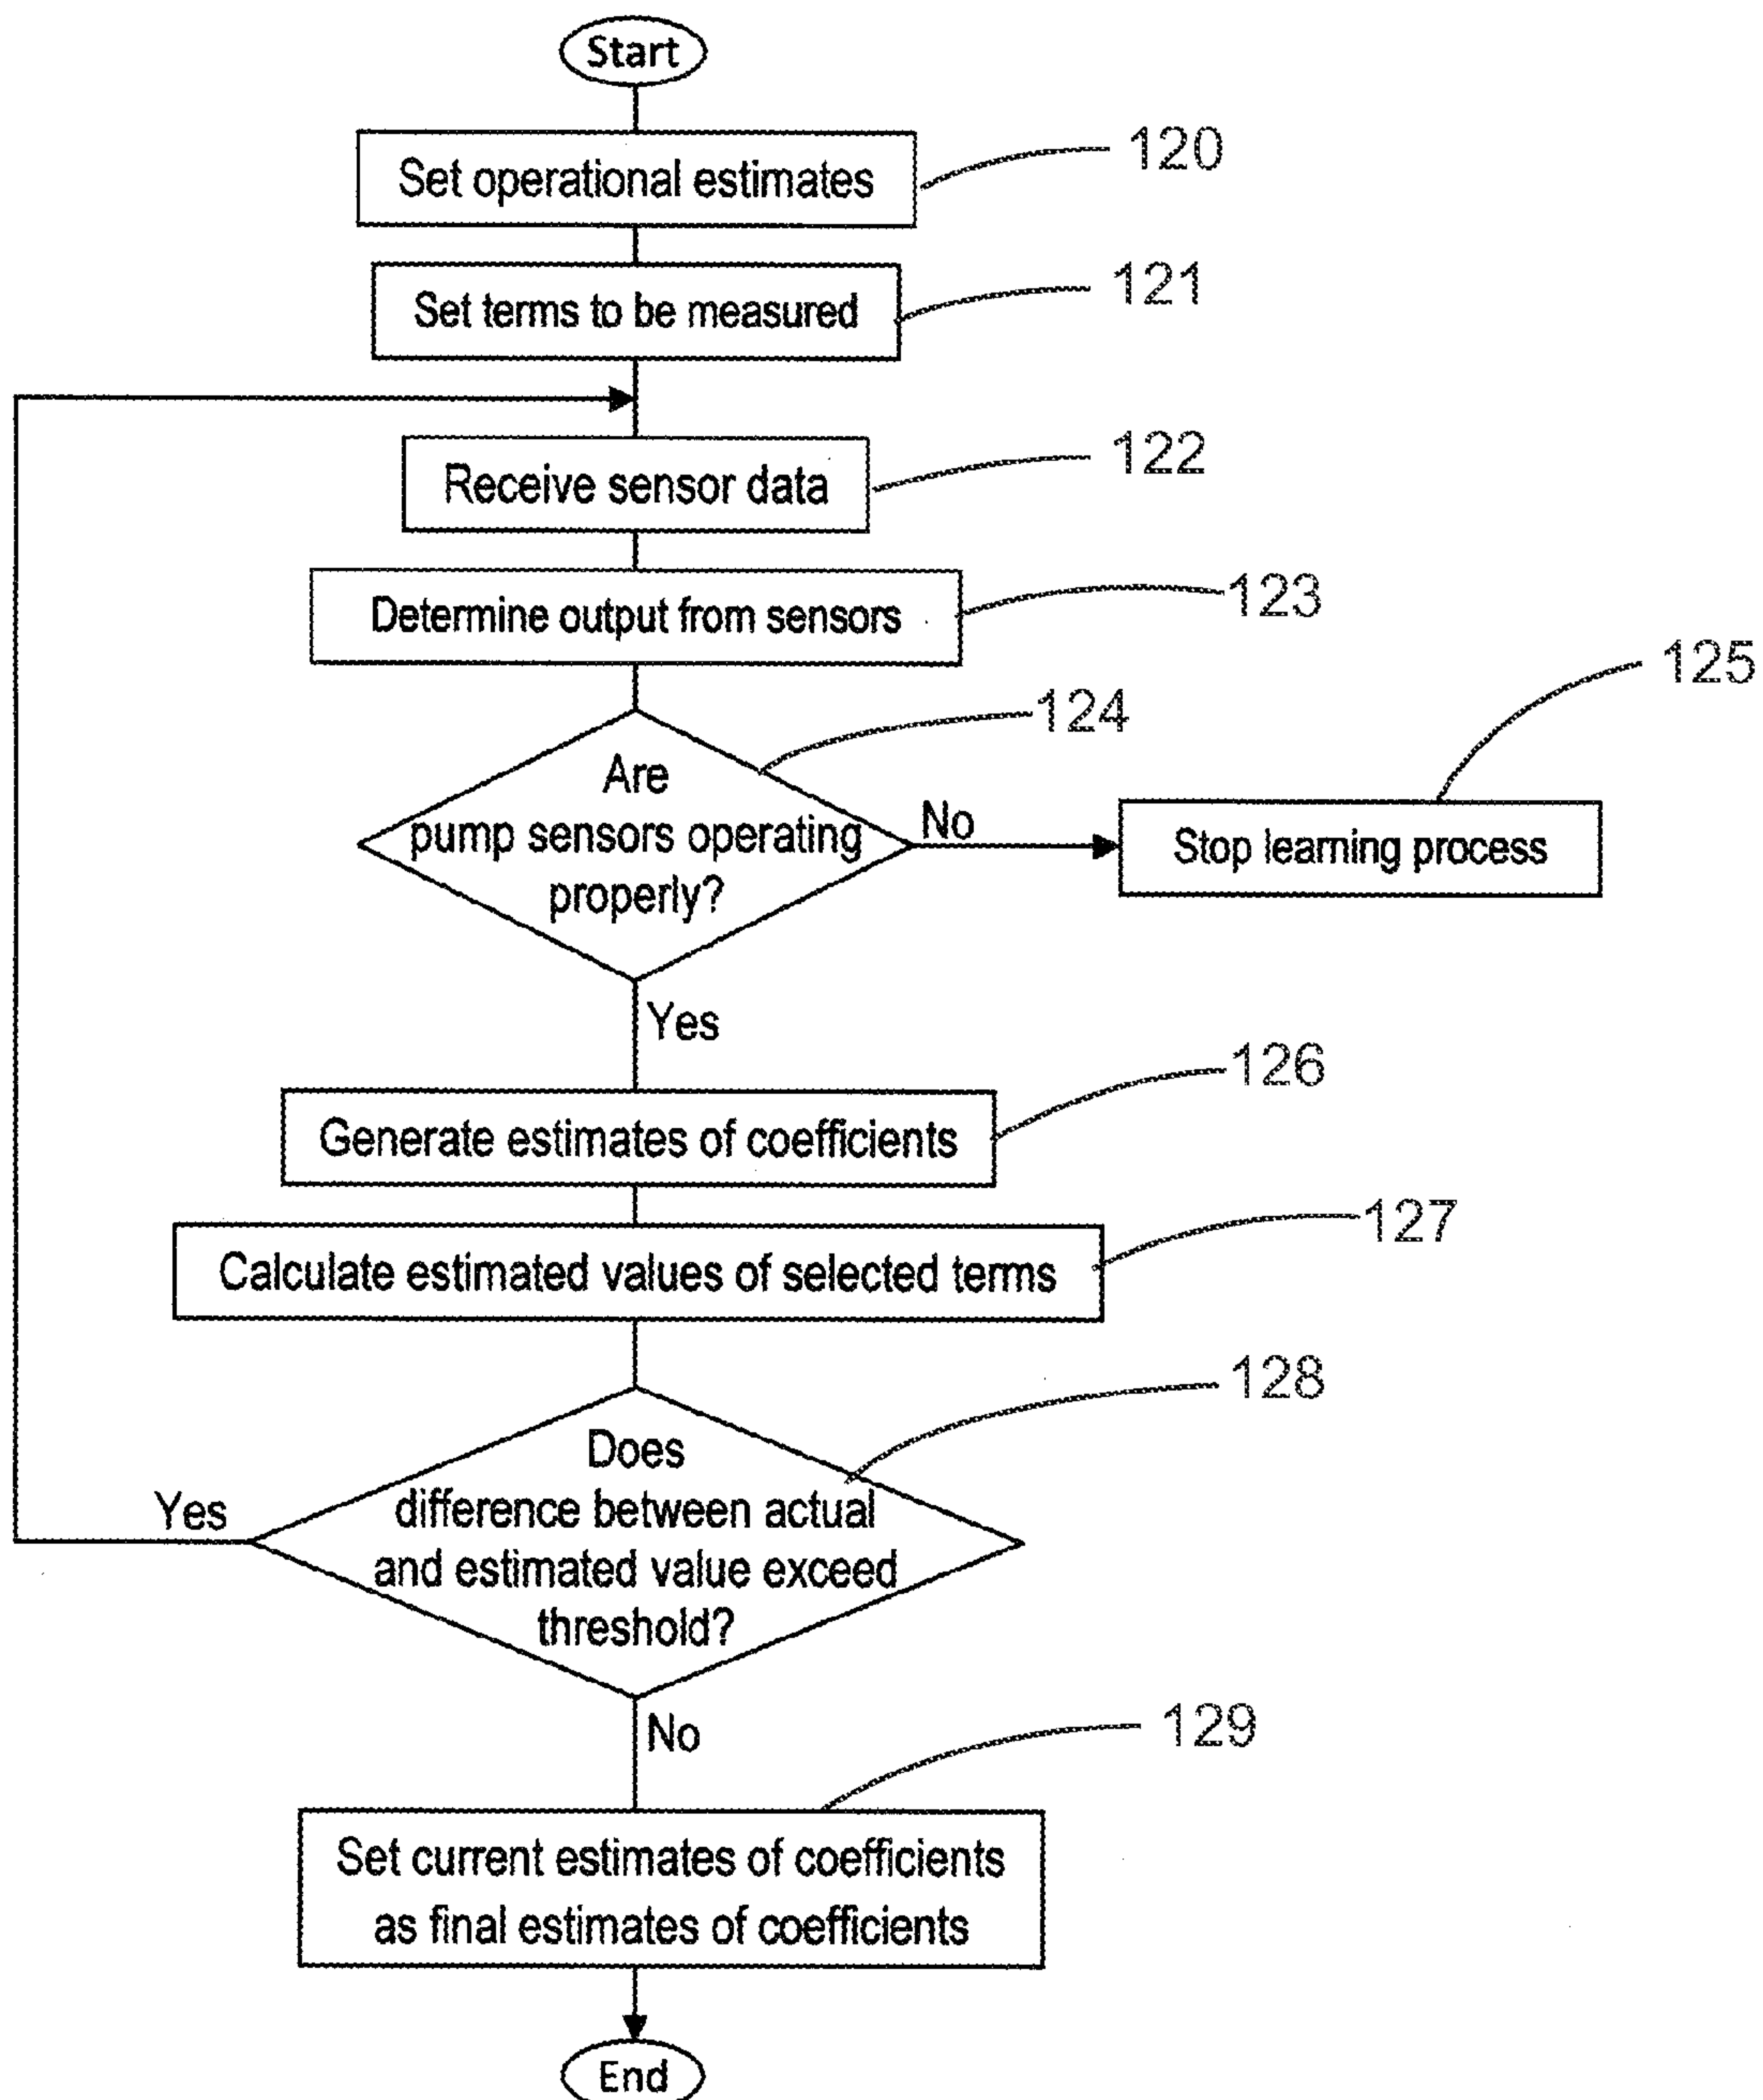 Start
Set operational estimates
120
Set terms to be measured
121
Receive sensor data
122
Determine output from sensors
123
124
125
Are
pump sensors operating
properly?
No
Stop learning process
Yes
Generate estimates of coefficients
126
Calculate estimated values of selected terms
127
128
Does
difference between actual
and estimated value exceed
threshold?
Yes
No
129
Set current estimates of coefficients
as final estimates of coefficients
End